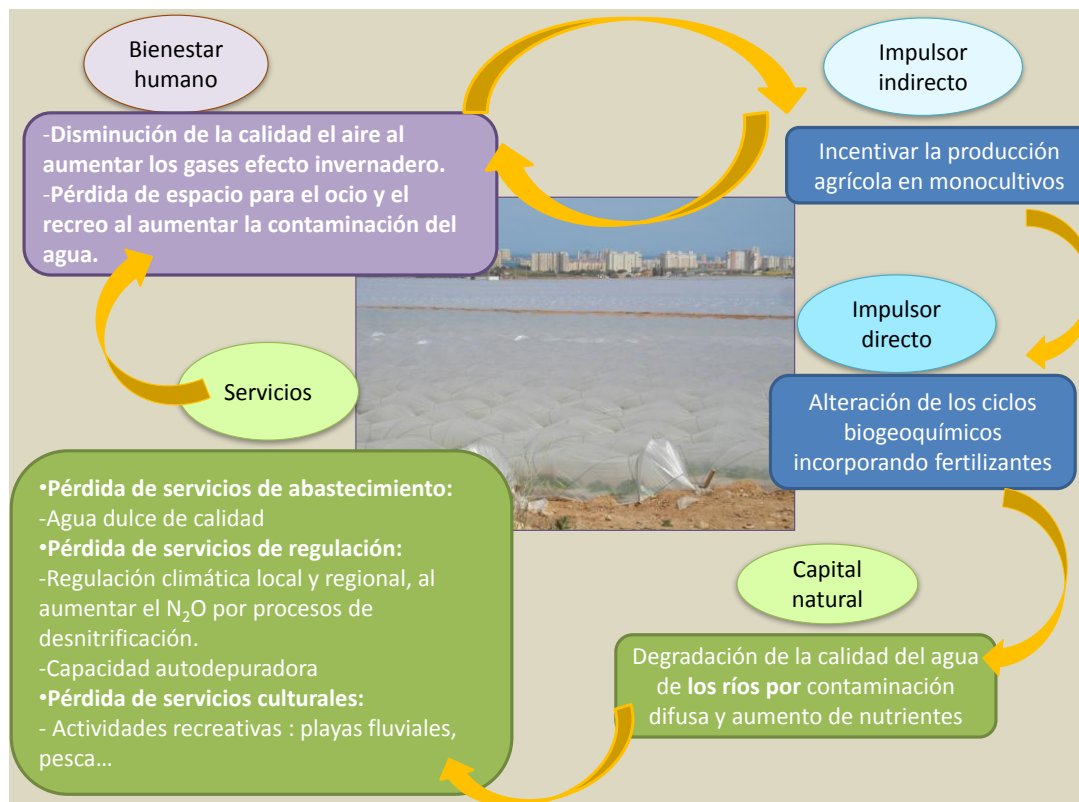 Bienestar
humano
-Disminución de la calidad el aire al
aumentar los gases efecto invernadero.
-Pérdida de espacio para el ocio y el
recreo al aumentar la contaminación del
agua.
Impulsor
indirecto
Incentivar la producción
agrícola en monocultivos
Impulsor
directo
Alteración de los ciclos
biogeoquímicos
incorporando fertilizantes
Capital
natural
Degradación de la calidad del agua
de los ríos por contaminación
difusa y aumento de nutrientes
Servicios
•Pérdida de servicios de abastecimiento:
-Agua dulce de calidad
•Pérdida de servicios de regulación:
-Regulación climática local y regional, al
aumentar el N₂O por procesos de
desnitrificación.
-Capacidad autodepuradora
•Pérdida de servicios culturales:
- Actividades recreativas : playas fluviales,
pesca…